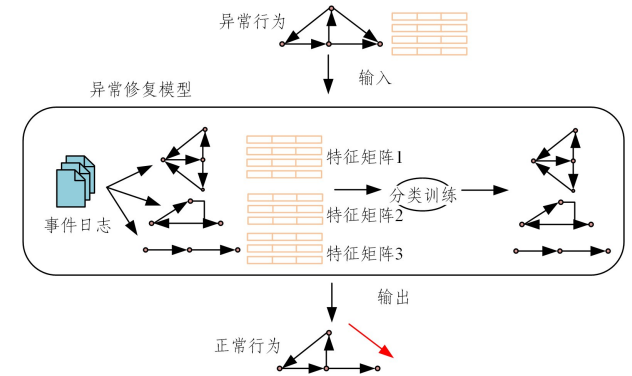 异常行为
输入
异常修复模型
特征矩阵1
分类训练
特征矩阵2
事件日志
特征矩阵3
输出
正常行为